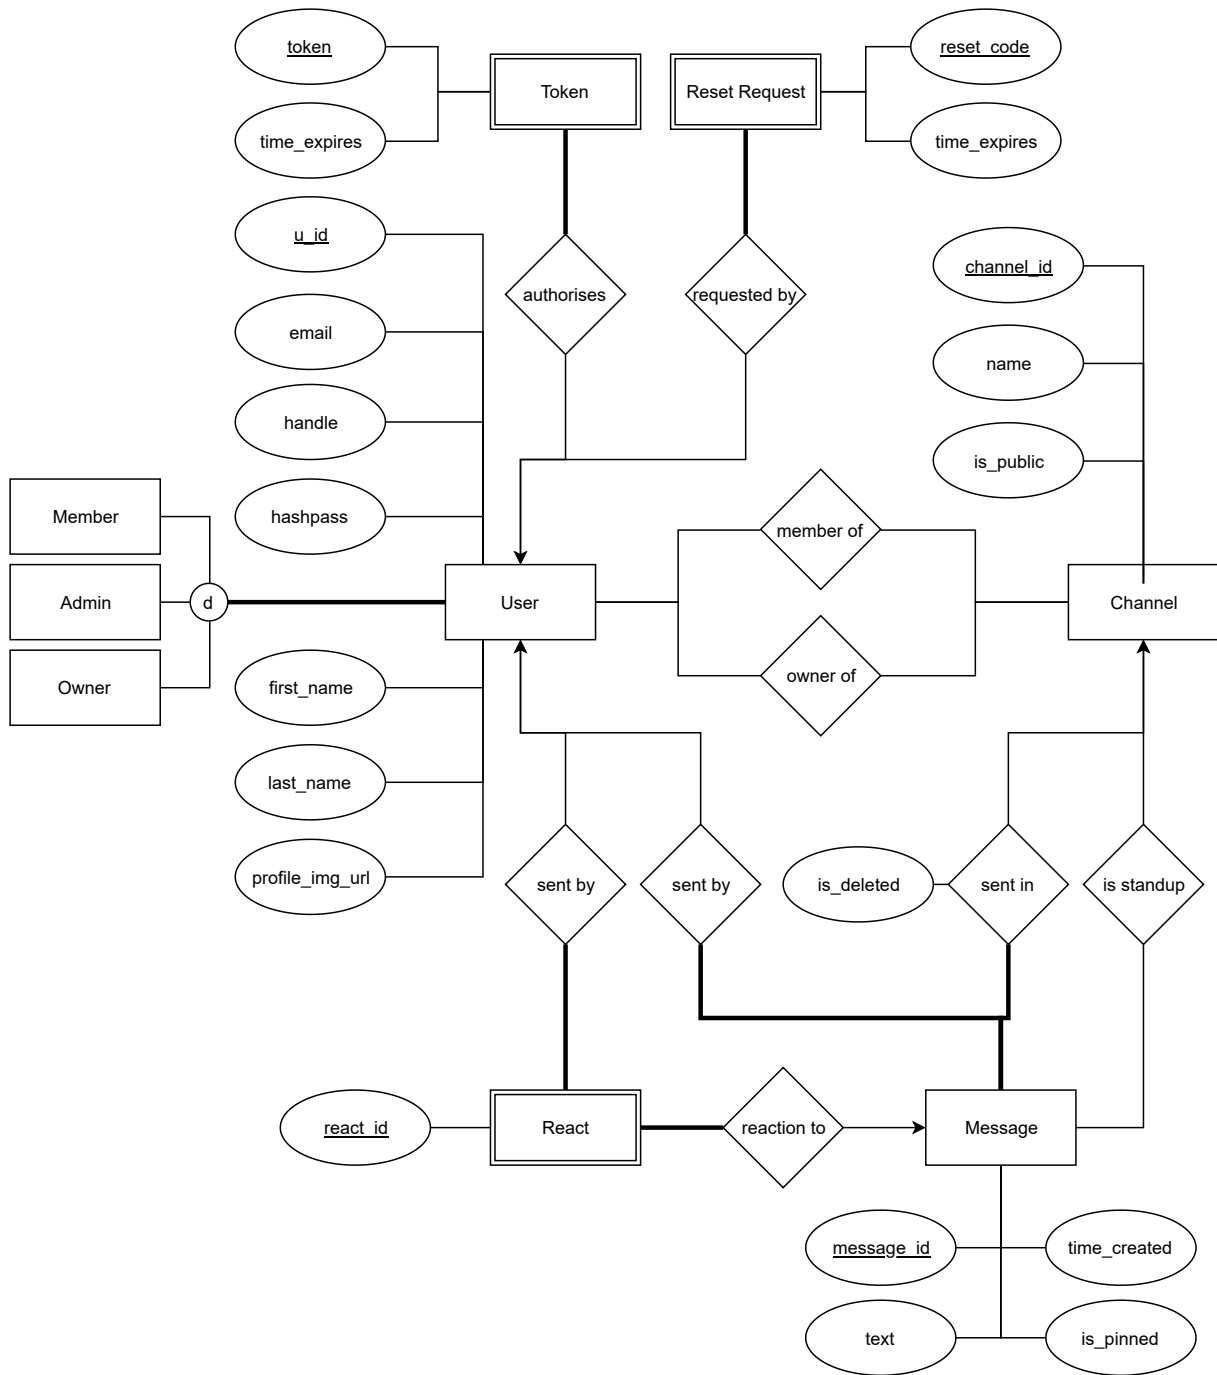 token
time_expires
Token
Reset Request
reset_code
time_expires
u_id
email
handle
hashpass
authorises
requested by
channel_id
name
is_public
Member
Admin
Owner
d
User
member of
owner of
Channel
first_name
last_name
profile_img_url
sent by
sent by
is_deleted
sent in
is standup
react_id
React
reaction to
Message
message_id
time_created
text
is_pinned